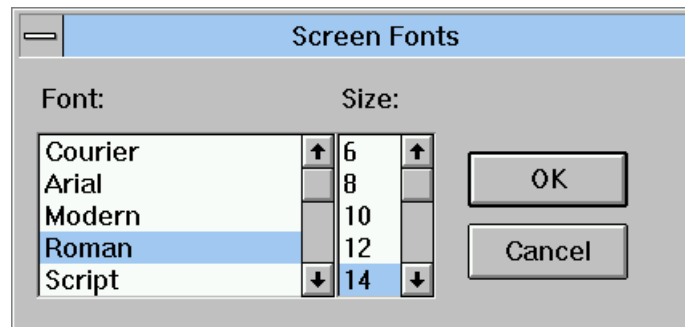 Screen Fonts
Font: Size:
Courier 6
Arial 8
Modern 10
Roman 12
Script 14
OK
Cancel